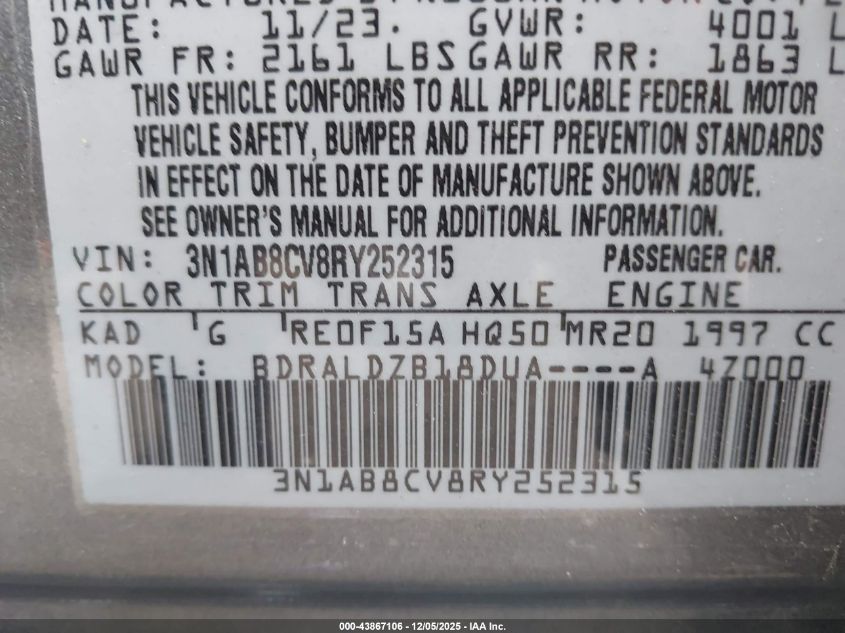 DATE: 11/23. GVWR: 4001 L
GAWR FR: 2161 LBS GAWR RR: 1863 L
THIS VEHICLE CONFORMS TO ALL APPLICABLE FEDERAL MOTOR
VEHICLE SAFETY, BUMPER AND THEFT PREVENTION STANDARDS
IN EFFECT ON THE DATE OF MANUFACTURE SHOWN ABOVE.
SEE OWNER'S MANUAL FOR ADDITIONAL INFORMATION.
VIN: 3N1AB8CV8RY252315 PASSENGER CAR.
COLOR TRIM TRANS AXLE ENGINE
KAD G RE0F15A HQ50 MR20 1997 CC
MODEL: BDRALDZB18DUA----A 4Z000
3N1AB8CV8RY252315
000-43867106 - 12/05/2025 - IAA Inc.